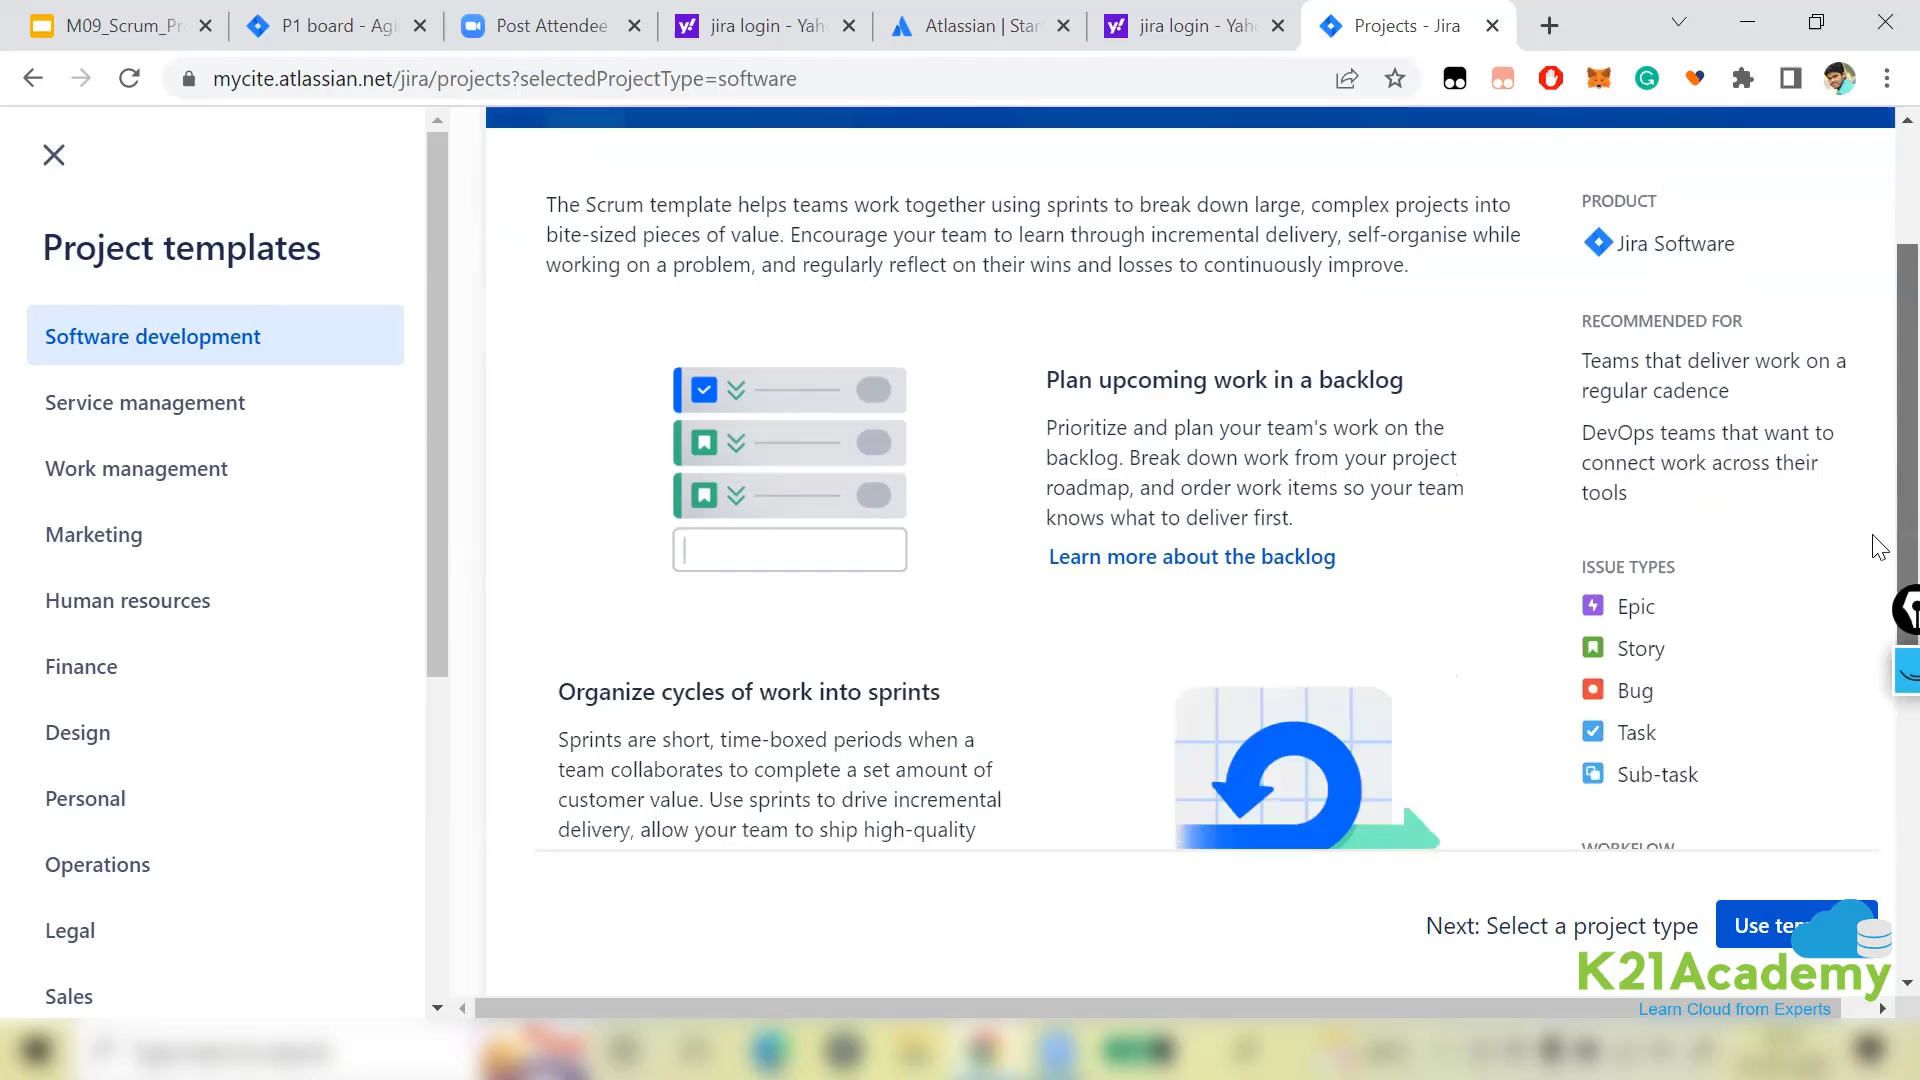 M09_Scrum_Pr
P1 board - Agi
Post Attendee
jira login - Yah
Atlassian | Star
jira login - Yah
Projects - Jira
mycite.atlassian.net/jira/projects?selectedProjectType=software
Project templates
Software development
Service management
Work management
Marketing
Human resources
Finance
Design
Personal
Operations
Legal
Sales
The Scrum template helps teams work together using sprints to break down large, complex projects into
bite-sized pieces of value. Encourage your team to learn through incremental delivery, self-organise while
working on a problem, and regularly reflect on their wins and losses to continuously improve.
Plan upcoming work in a backlog
Prioritize and plan your team's work on the
backlog. Break down work from your project
roadmap, and order work items so your team
knows what to deliver first.
Learn more about the backlog
Organize cycles of work into sprints
Sprints are short, time-boxed periods when a
team collaborates to complete a set amount of
customer value. Use sprints to drive incremental
delivery, allow your team to ship high-quality
PRODUCT
Jira Software
RECOMMENDED FOR
Teams that deliver work on a
regular cadence
DevOps teams that want to
connect work across their
tools
ISSUE TYPES
Epic
Story
Bug
Task
Sub-task
WORKFLOW
Next: Select a project type
Use te
K21Academy
Learn Cloud from Experts